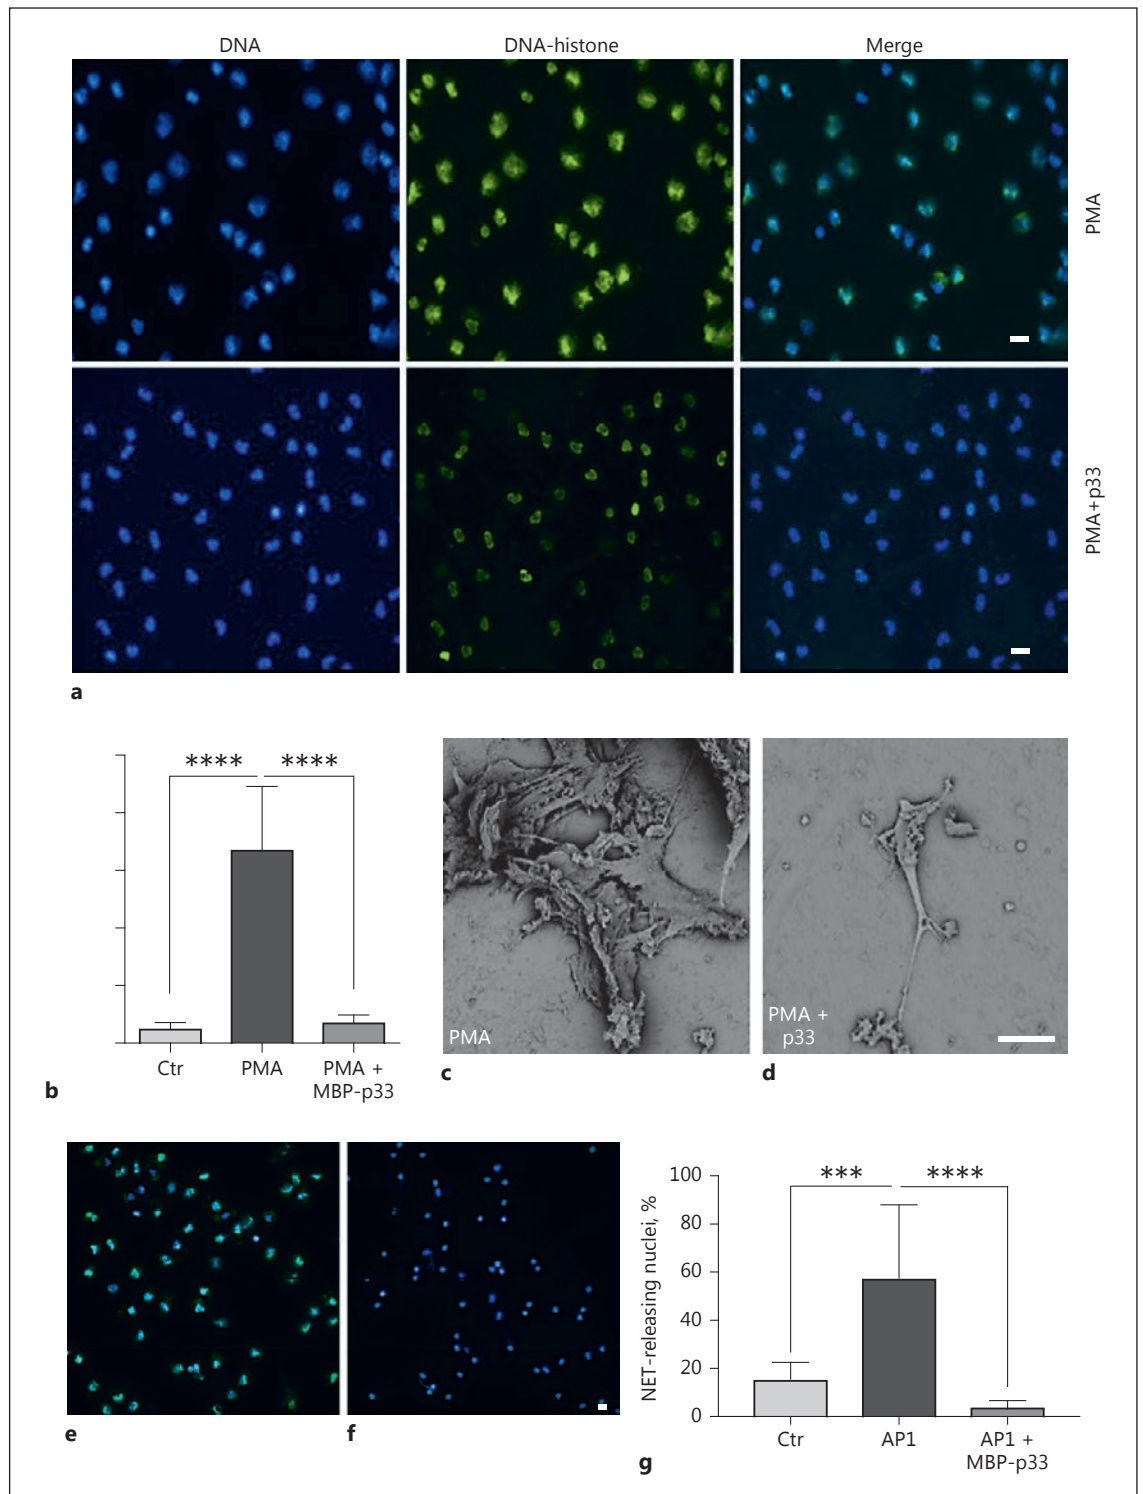 DNA
DNA-histone
Merge
PMA
PMA+p33
a
****
****
Ctr
PMA
PMA +
MBP-p33
b
PMA
c
PMA +
p33
d
e
f
NET-releasing nuclei, %
100
80
60
40
20
0
***
****
Ctr
AP1
AP1 +
MBP-p33
g